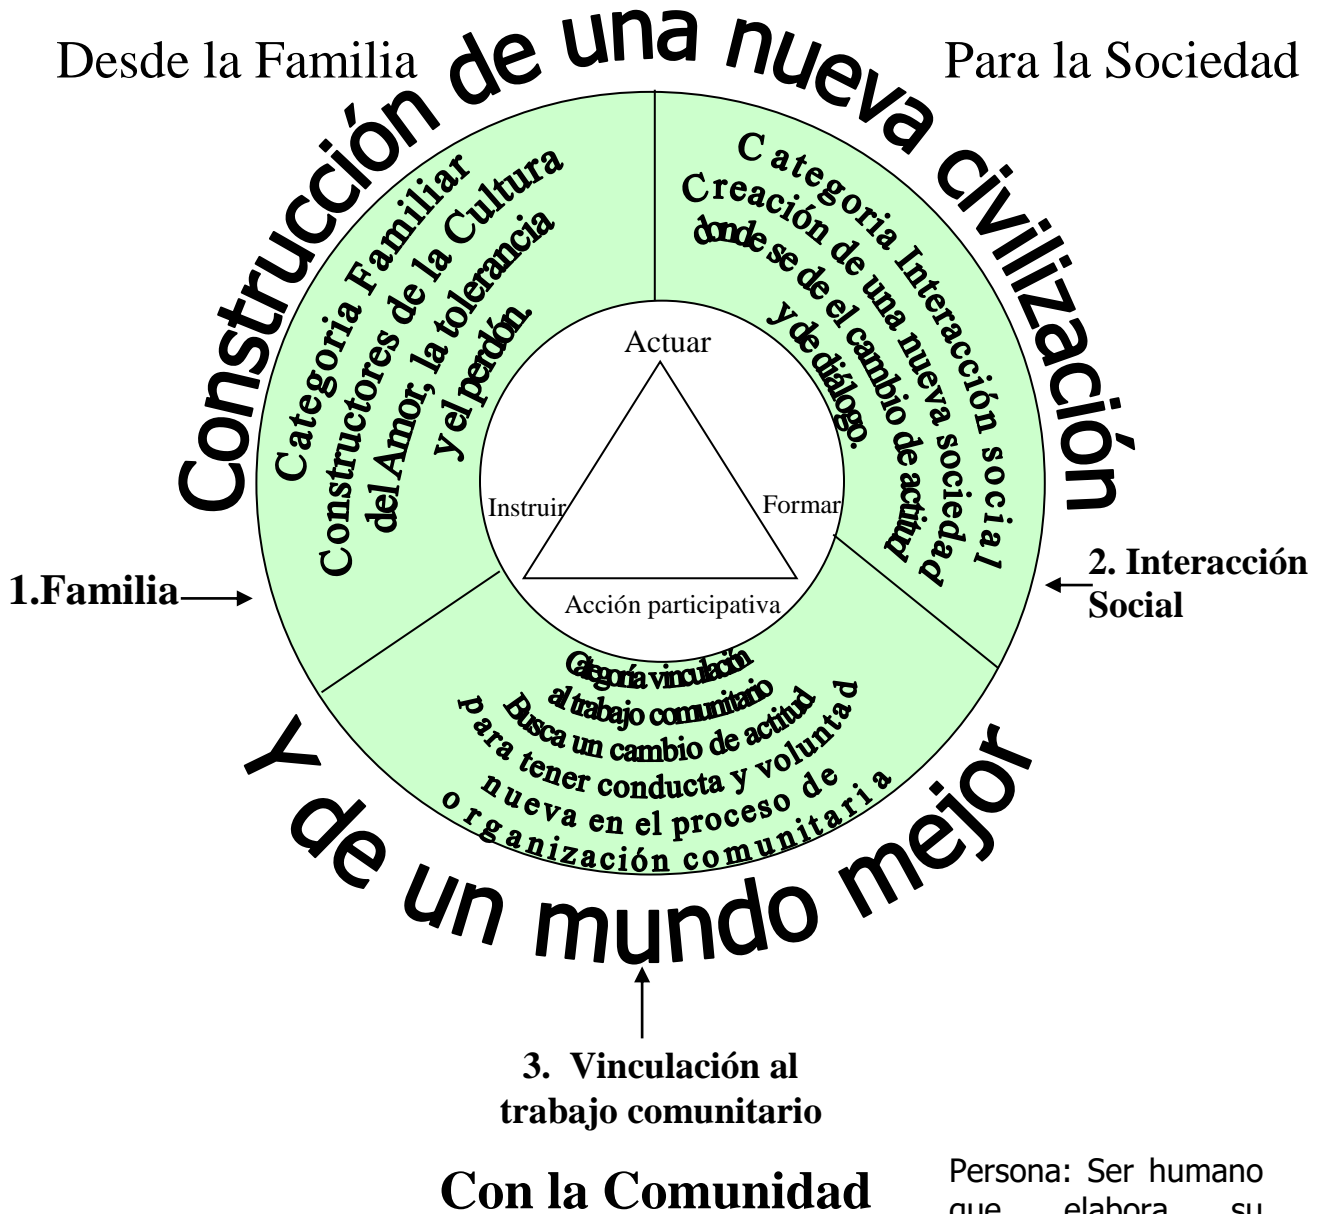 Desde la Familia
Para la Sociedad
Construcción de una nueva civilización
Categoria Familiar
Constructores de la Cultura
del Amor, la tolerancia
y el perdón.
Categoria Interacción social
Creación de una nueva sociedad
donde se de el cambio de actitud
y de diálogo.
Actuar
Instruir
Formar
Acción participativa
1.Familia
2. Interacción
Social
Categoría vinculación
al trabajo comunitario
Busca un cambio de actitud
para tener conducta y voluntad
nueva en el proceso de
organización comunitaria
Y de un mundo mejor
3. Vinculación al
trabajo comunitario
Con la Comunidad
Persona: Ser humano
que elabora su